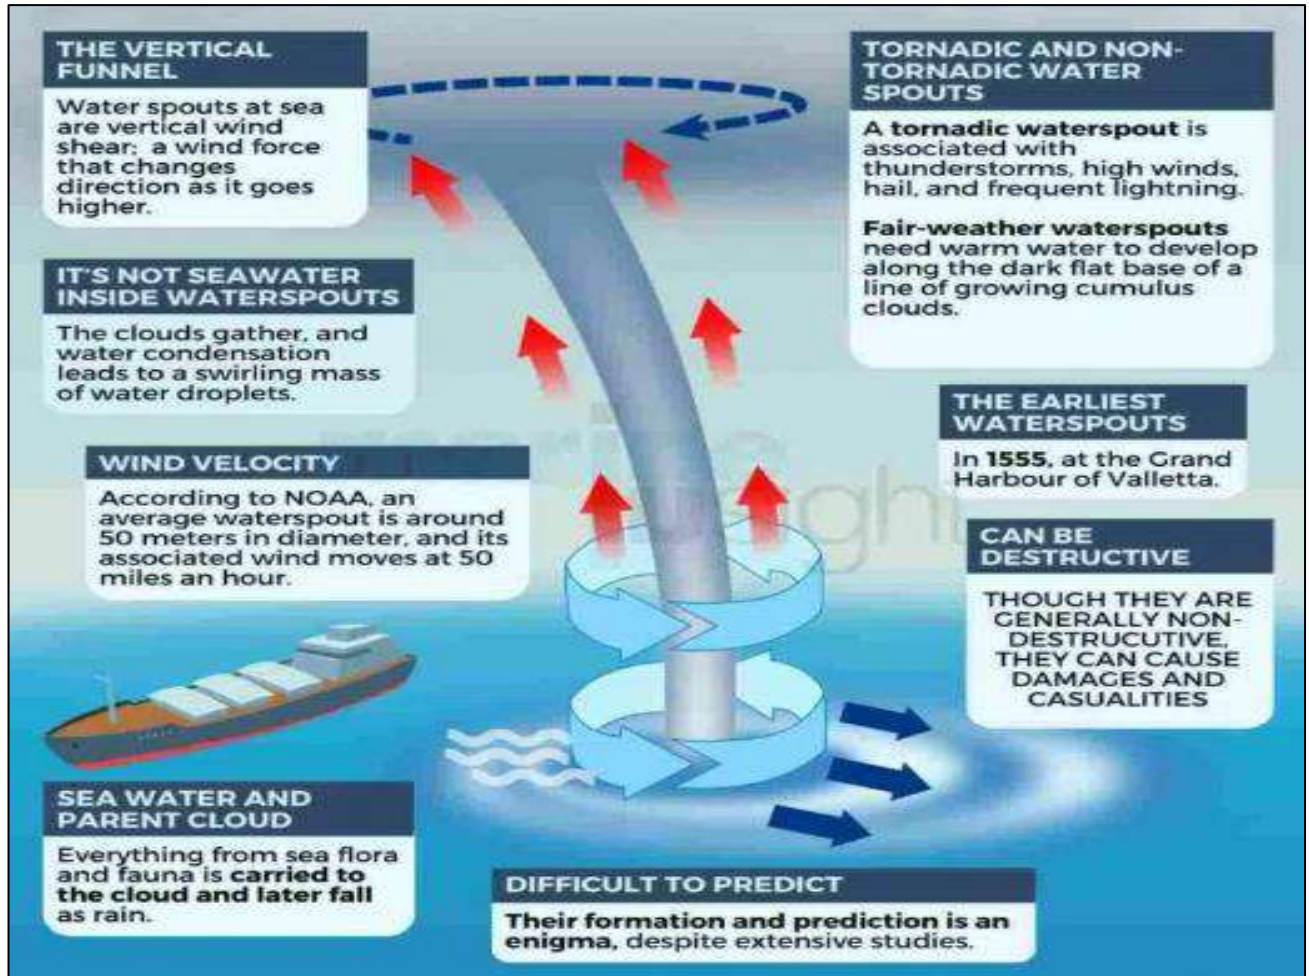 THE VERTICAL
FUNNEL
Water spouts at sea
are vertical wind
shear; a wind force
that changes
direction as it goes
higher.
IT'S NOT SEAWATER
INSIDE WATERSPOUTS
The clouds gather, and
water condensation
leads to a swirling mass
of water droplets.
WIND VELOCITY
According to NOAA, an
average waterspout is around
50 meters in diameter, and its
associated wind moves at 50
miles an hour.
SEA WATER AND
PARENT CLOUD
Everything from sea flora
and fauna is carried to
the cloud and later fall
as rain.
TORNADIC AND NON-
TORNADIC WATER
SPOUTS
A tornadic waterspout is
associated with
thunderstorms, high winds,
hail, and frequent lightning.
Fair-weather waterspouts
need warm water to develop
along the dark flat base of a
line of growing cumulus
clouds.
THE EARLIEST
WATERSPOUTS
In 1555, at the Grand
Harbour of Valletta.
CAN BE
DESTRUCTIVE
THOUGH THEY ARE
GENERALLY NON-
DESTRUCUTIVE,
THEY CAN CAUSE
DAMAGES AND
CASUALITIES
DIFFICULT TO PREDICT
Their formation and prediction is an
enigma, despite extensive studies.